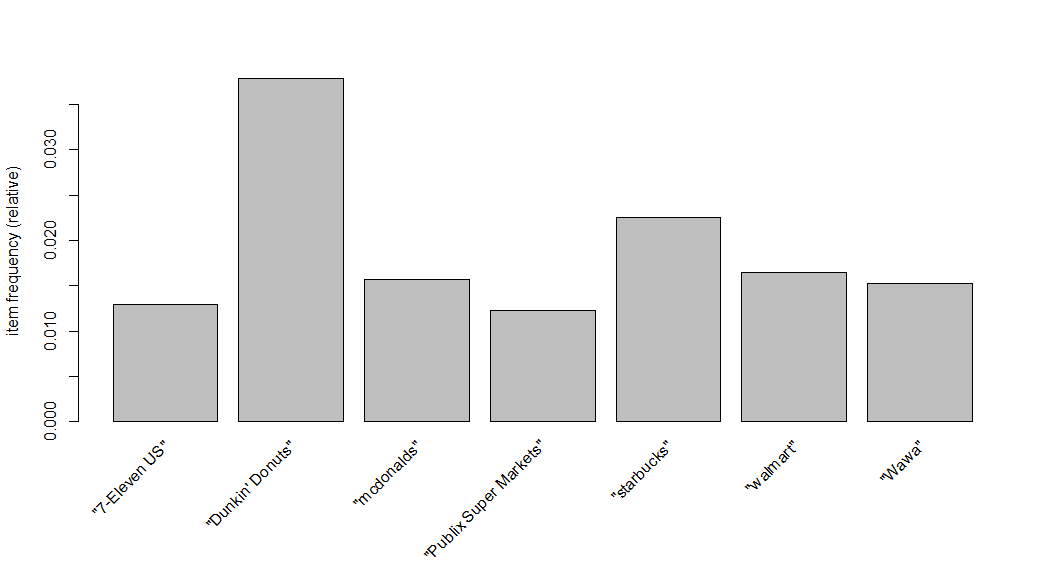 item frequency (relative)
0.030
0.020
0.010
0.000
"7-Eleven US"
"Dunkin' Donuts"
"mcdonalds"
"Publix Super Markets"
"starbucks"
"walmart"
"Wawa"